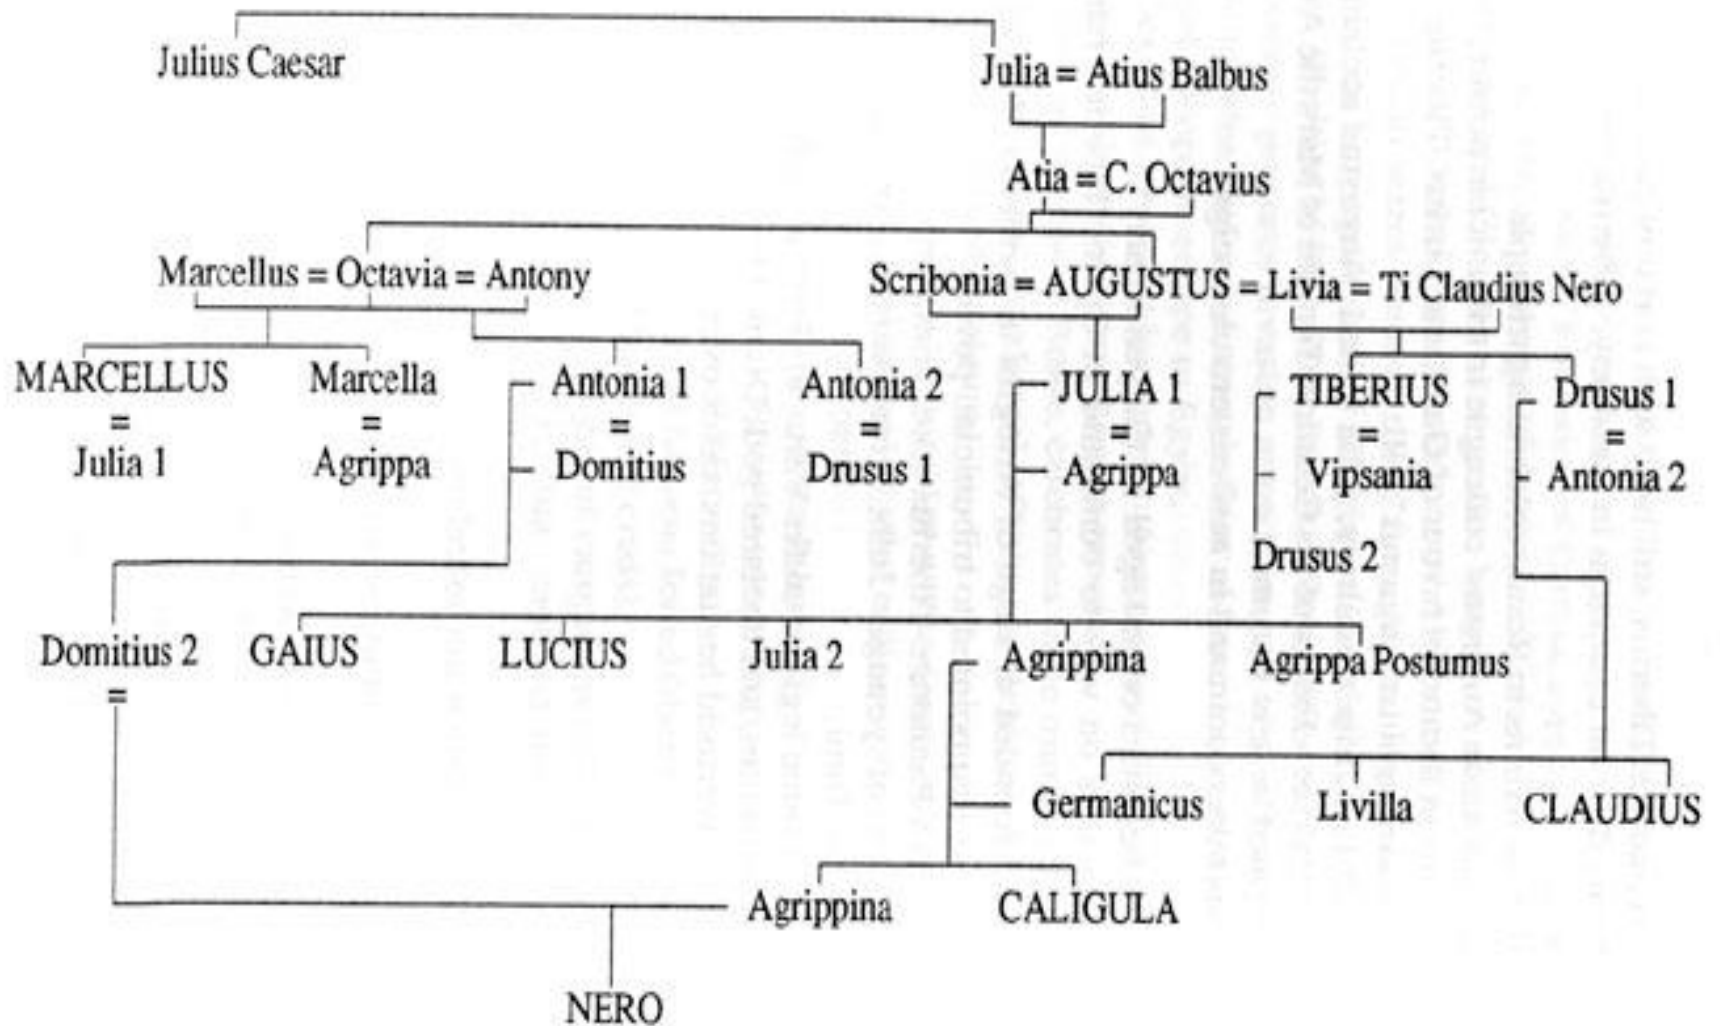 Julius Caesar
Julia = Atius Balbus
Atia = C. Octavius
Marcellus = Octavia = Antony
Scribonia = AUGUSTUS = Livia = Ti Claudius Nero
MARCELLUS
=
Julia 1
Marcella
=
Agrippa
Antonia 1
=
Domitius
Antonia 2
=
Drusus 1
JULIA 1
=
Agrippa
TIBERIUS
=
Vipsania
Drusus 2
Drusus 1
=
Antonia 2
Domitius 2
=
GAIUS
LUCIUS
Julia 2
Agrippina
Agrippa Postumus
Germanicus
Livilla
CLAUDIUS
Agrippina
CALIGULA
NERO